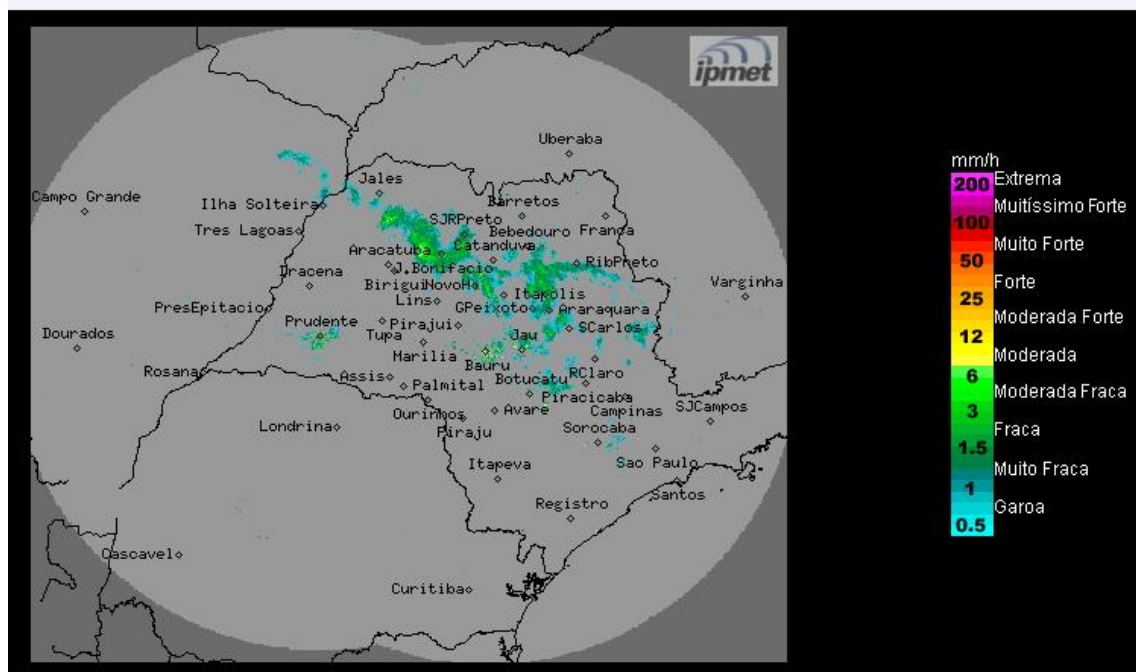 ipmet
Uberaba
Campo Grande
Jales
Ilha Solteira
Barretos
SJRPreto
Franca
Tres Lagoas
Bebedouro
Aracatuba
Catanduva
RibPreto
Dracena
J.Bonifacio
Varginha
Birigui
NovoH
Itapolis
PresEpitacio
Lins
GPeixoto
Araraquara
Prudente
Pirajui
SCarlos
Dourados
Tupa
Jau
Marilia
Bauru
Rosana
Assis
Botucatu
RClaro
Palmital
Piracicaba
Ourinhos
Avare
Campinas
SJCampos
Londrina
Piraju
Sorocaba
Itapeva
Sao Paulo
Santos
Registro
Cascavel
Curitiba
mm/h
200 Extrema
Muitíssimo Forte
100
Muito Forte
50
Forte
25
Moderada Forte
12
Moderada
6
Moderada Fraca
3
Fraca
1.5
Muito Fraca
1
Garoa
0.5